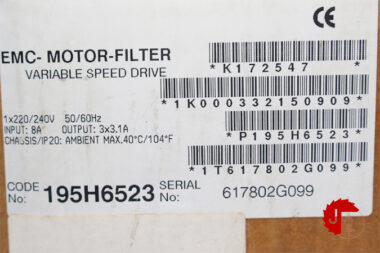 CE
EMC- MOTOR-FILTER
VARIABLE SPEED DRIVE
*K172547 *
*1K000332150909*
1x220/240V 50/60Hz
INPUT: 8A OUTPUT: 3x3.1A
CHASSIS/IP20: AMBIENT MAX.40°C/104°F
*P195H6523*
*1T617802G099*
CODE No: 195H6523 SERIAL No: 617802G099